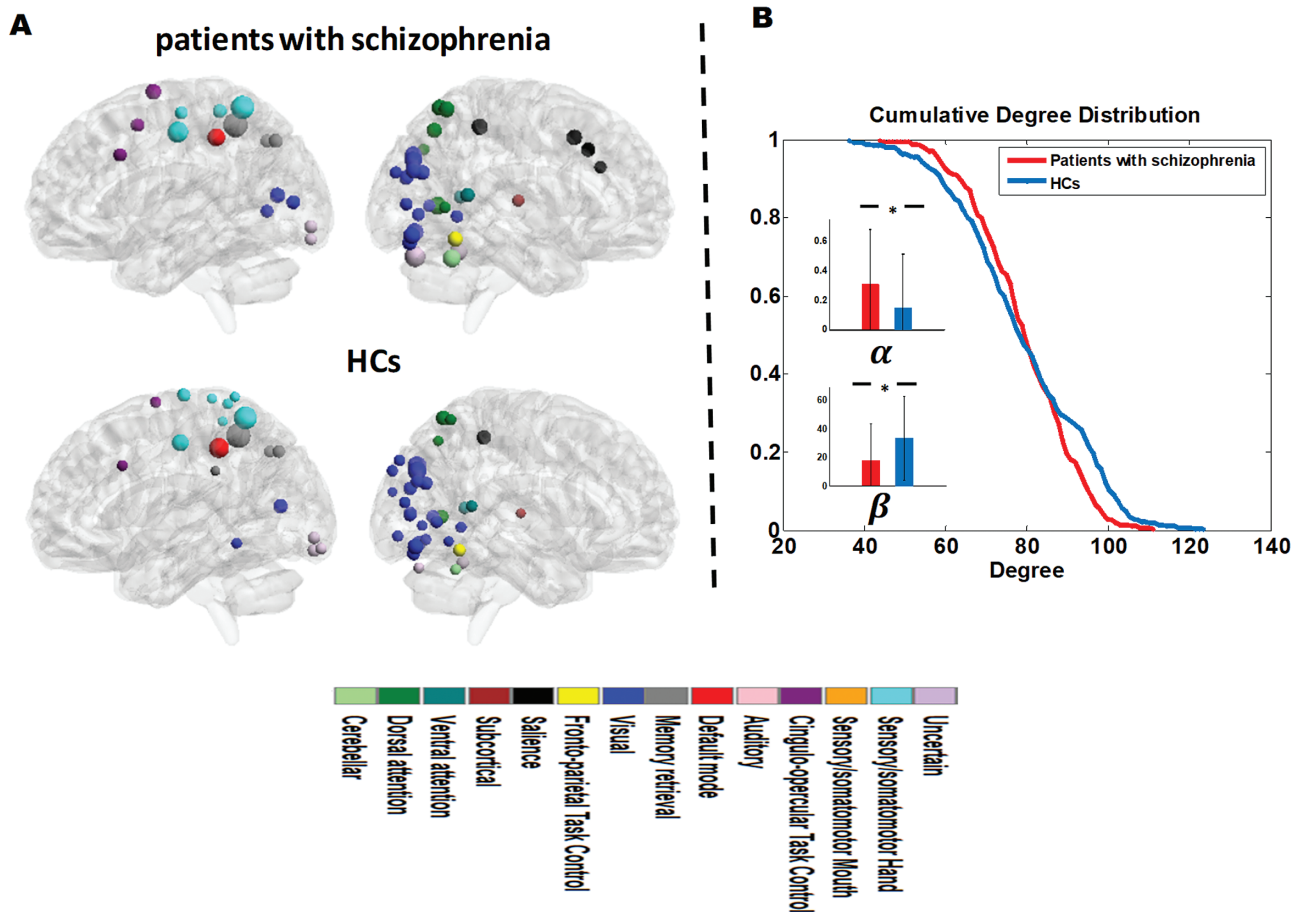 A
patients with schizophrenia
HCs
B
Cumulative Degree Distribution
1
0.8
0.6
0.4
0.2
0
20
40
60
80
100
120
140
Degree
Patients with schizophrenia
HCs
*
0.6
0.4
0.2
0
α
*
60
40
20
0
β
Cerebellar
Dorsal attention
Ventral attention
Subcortical
Salience
Fronto-parietal Task Control
Visual
Memory retrieval
Default mode
Auditory
Cingulo-opercular Task Control
Sensory/somatomotor Mouth
Sensory/somatomotor Hand
Uncertain